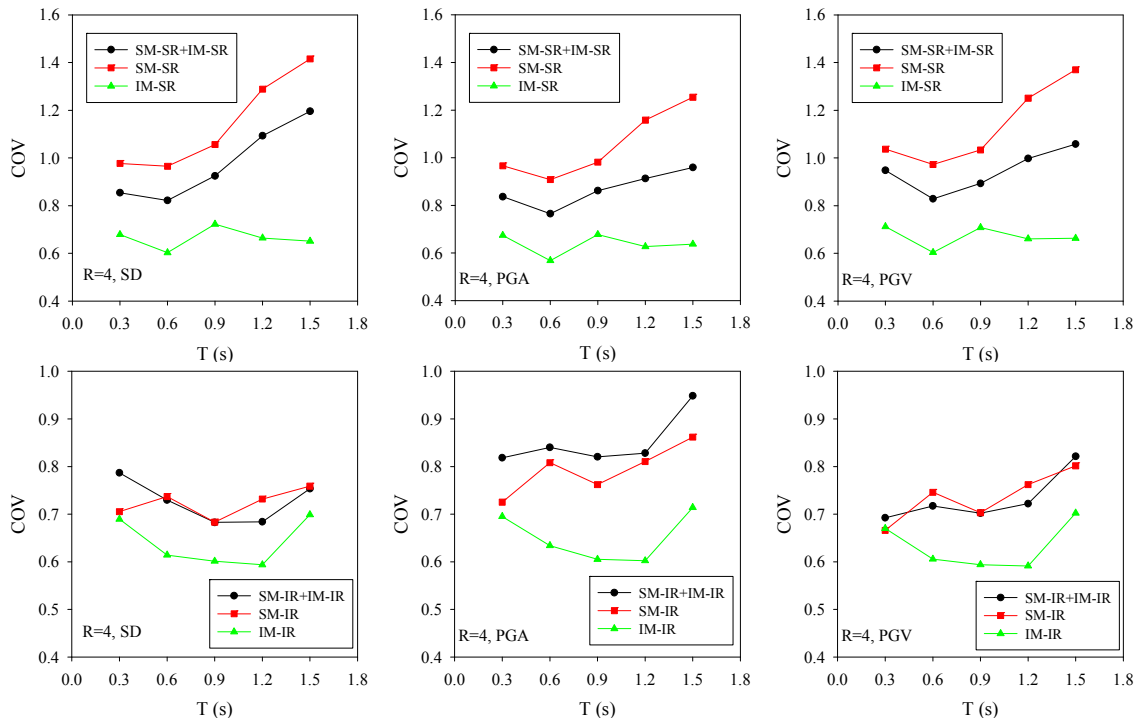 1.6
1.4
1.2
1.0
0.8
0.6
0.4
COV
SM-SR+IM-SR
SM-SR
IM-SR
R=4, SD
0.0 0.3 0.6 0.9 1.2 1.5 1.8
T (s)
1.6
1.4
1.2
1.0
0.8
0.6
0.4
COV
SM-SR+IM-SR
SM-SR
IM-SR
R=4, PGA
0.0 0.3 0.6 0.9 1.2 1.5 1.8
T (s)
1.6
1.4
1.2
1.0
0.8
0.6
0.4
COV
SM-SR+IM-SR
SM-SR
IM-SR
R=4, PGV
0.0 0.3 0.6 0.9 1.2 1.5 1.8
T (s)
1.0
0.9
0.8
0.7
0.6
0.5
0.4
COV
SM-IR+IM-IR
SM-IR
IM-IR
R=4, SD
0.0 0.3 0.6 0.9 1.2 1.5 1.8
T (s)
1.0
0.9
0.8
0.7
0.6
0.5
0.4
COV
SM-IR+IM-IR
SM-IR
IM-IR
R=4, PGA
0.0 0.3 0.6 0.9 1.2 1.5 1.8
T (s)
1.0
0.9
0.8
0.7
0.6
0.5
0.4
COV
SM-IR+IM-IR
SM-IR
IM-IR
R=4, PGV
0.0 0.3 0.6 0.9 1.2 1.5 1.8
T (s)